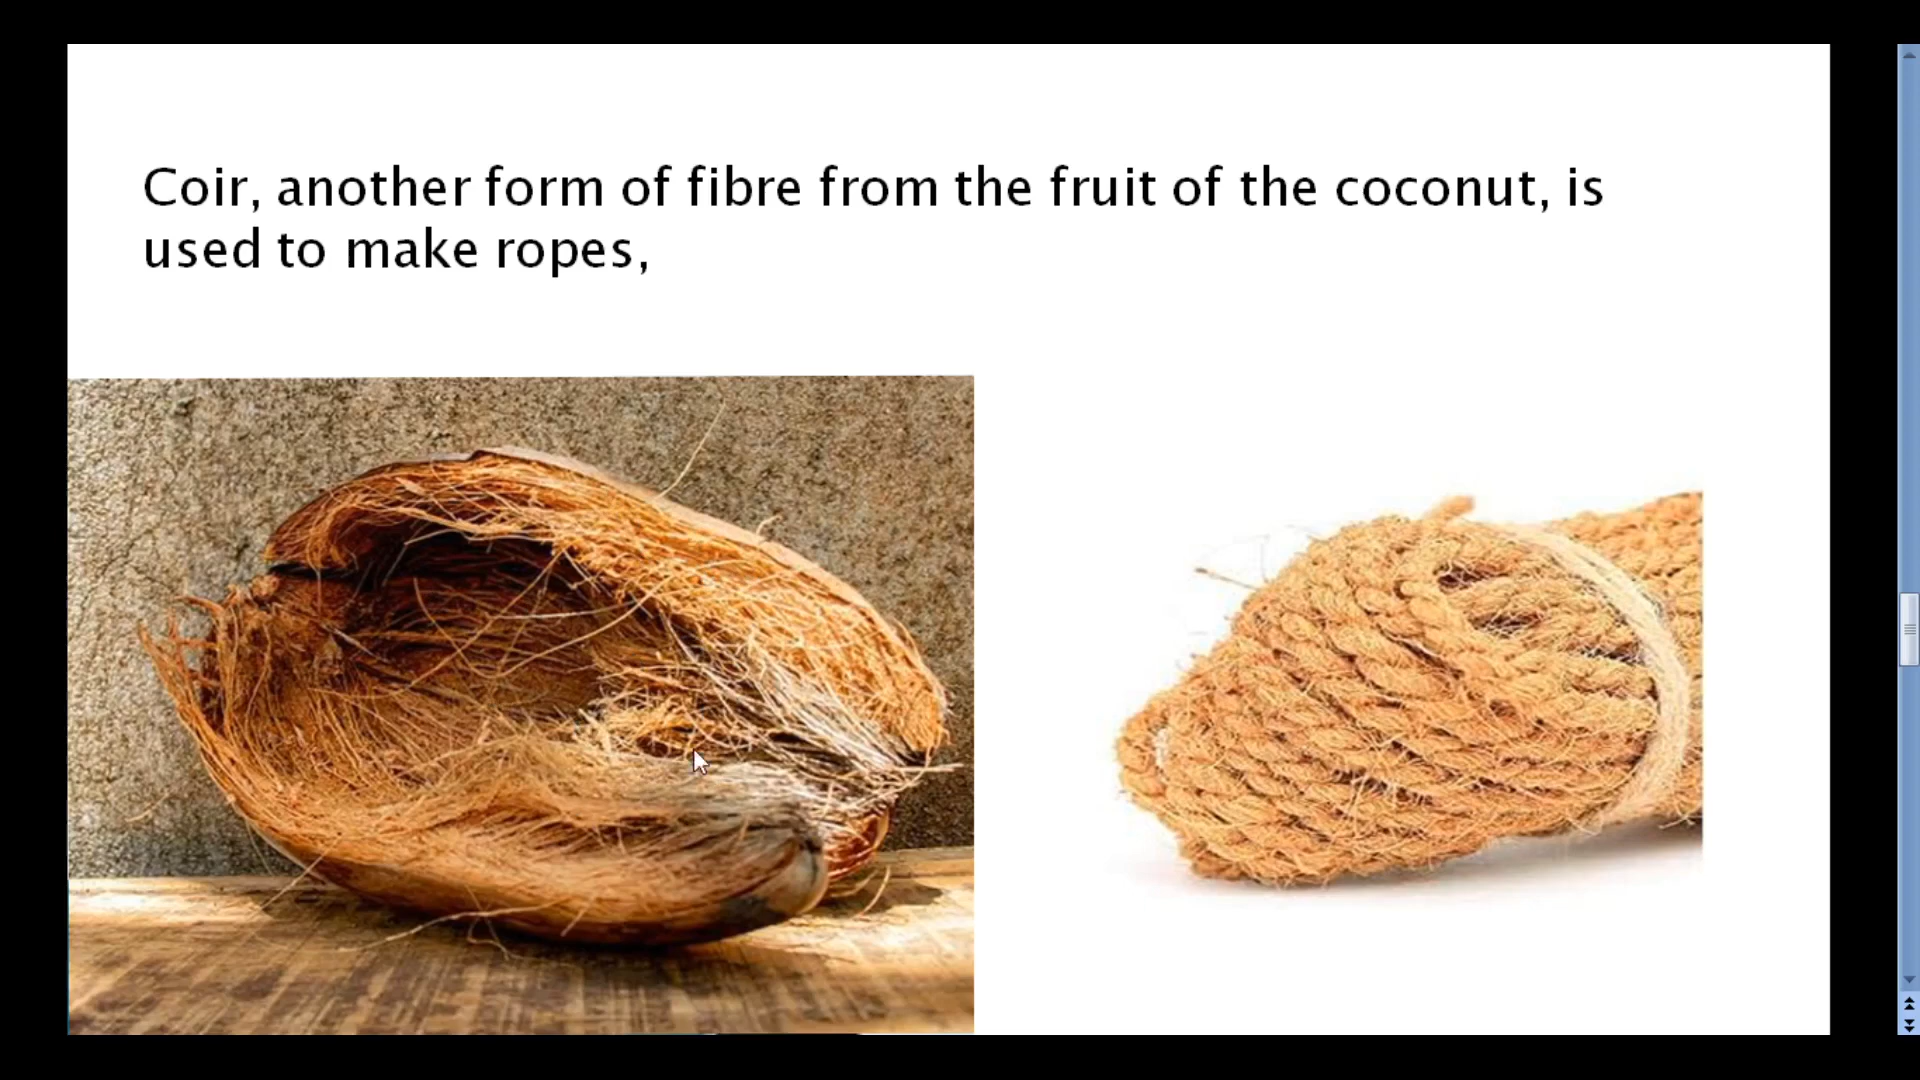 Coir, another form of fibre from the fruit of the coconut, is
used to make ropes,